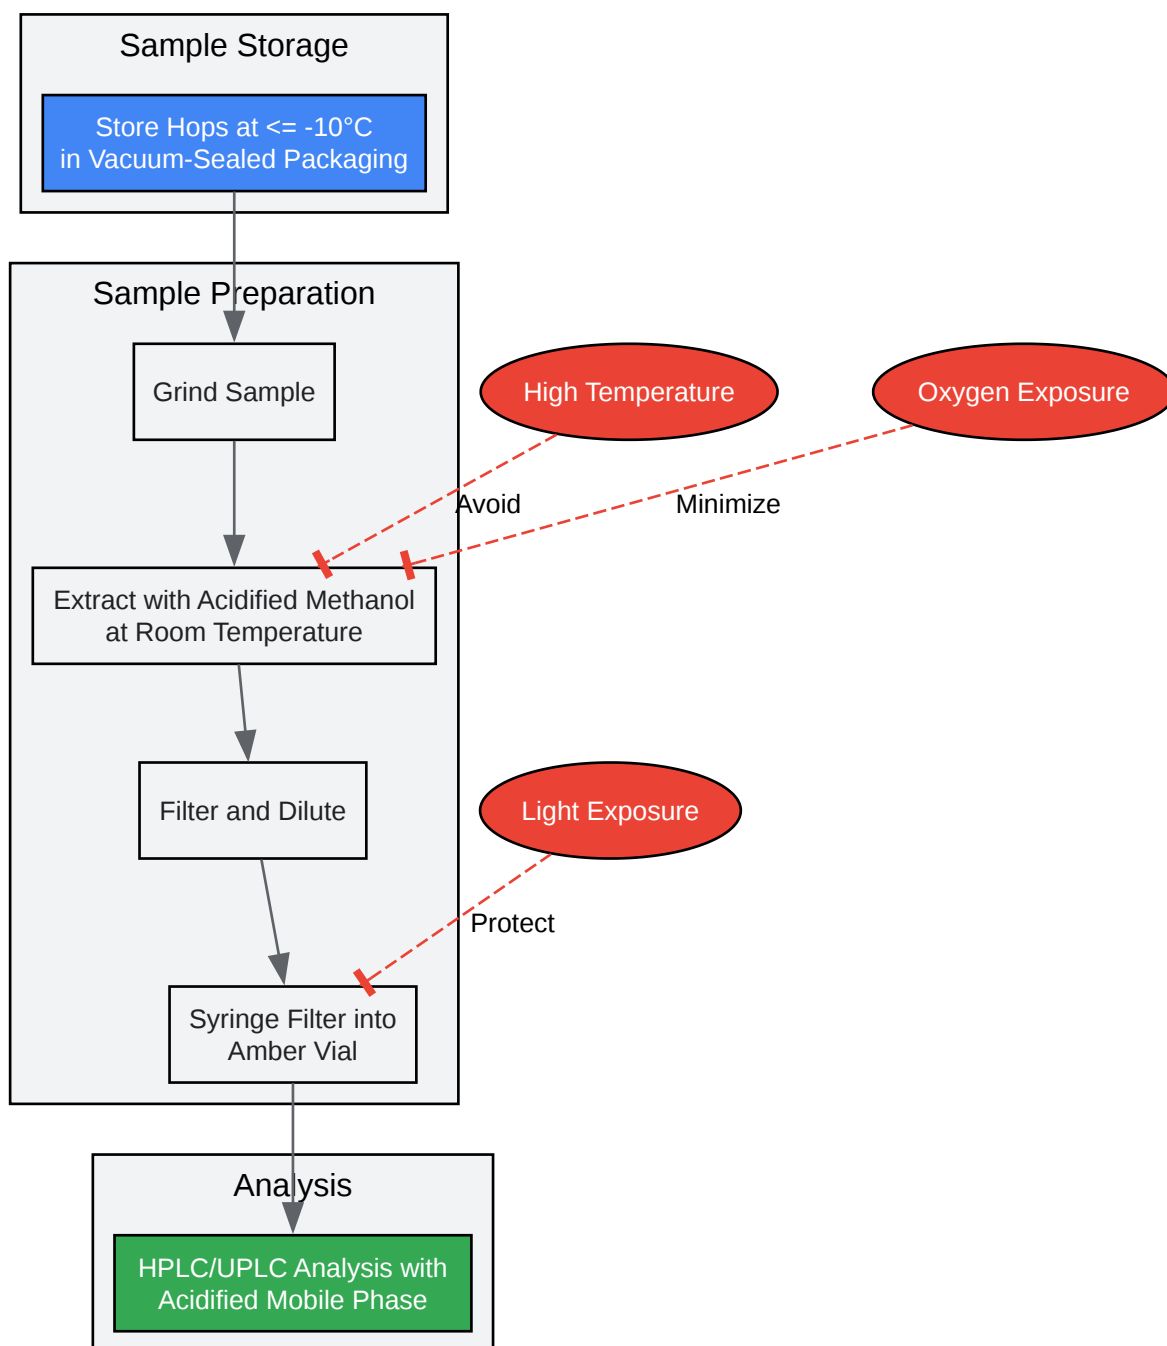 Sample Storage
Store Hops at <= -10°C
in Vacuum-Sealed Packaging
Sample Preparation
Grind Sample
High Temperature
Oxygen Exposure
Avoid
Minimize
Extract with Acidified Methanol
at Room Temperature
Filter and Dilute
Light Exposure
Protect
Syringe Filter into
Amber Vial
Analysis
HPLC/UPLC Analysis with
Acidified Mobile Phase